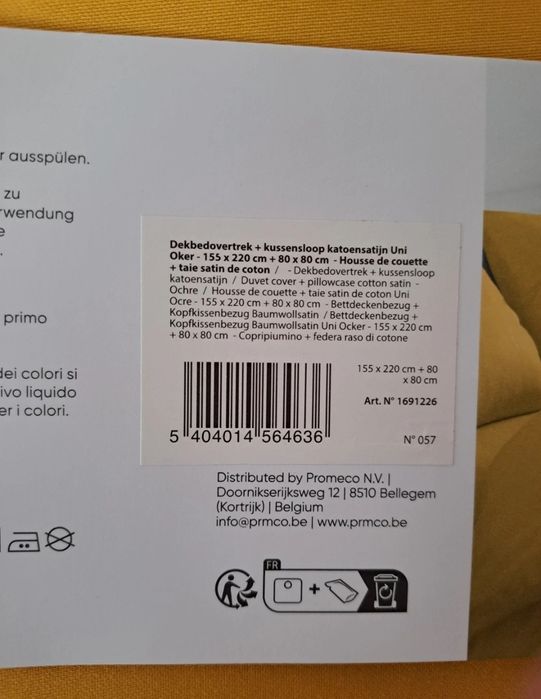 r ausspülen.
zu
rwendung
e
.
primo
dei colori si
ivo liquido
er i colori.
Dekbedovertrek + kussensloop katoensatijn Uni
Oker - 155 x 220 cm + 80 x 80 cm - Housse de couette
+ taie satin de coton / - Dekbedovertrek + kussensloop
katoensatijn / Duvet cover + pillowcase cotton satin -
Ochre / Housse de couette + taie satin de coton Uni
Ocre - 155 x 220 cm + 80 x 80 cm - Bettdeckenbezug +
Kopfkissenbezug Baumwollsatin / Bettdeckenbezug +
Kopfkissenbezug Baumwollsatin Uni Ocker - 155 x 220 cm
+ 80 x 80 cm - Copripiumino + federa raso di cotone
155 x 220 cm + 80
x 80 cm
Art. N° 1691226
5 404014 564636
N° 057
Distributed by Promeco N.V. |
Doornikserijksweg 12 | 8510 Bellegem
(Kortrijk) | Belgium
info@prmco.be | www.prmco.be
FR
+